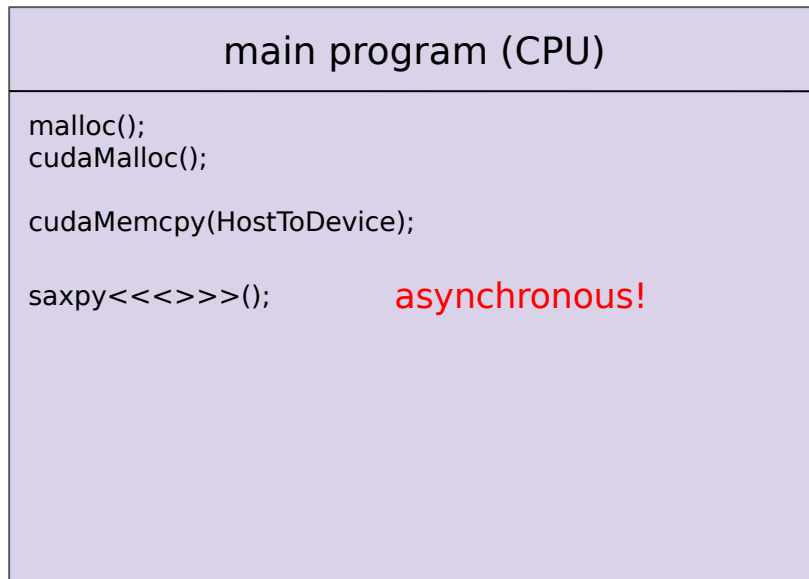 main program (CPU)
malloc();
cudaMalloc();
cudaMemcpy(HostToDevice);
saxpy<<<>>>(); asynchronous!